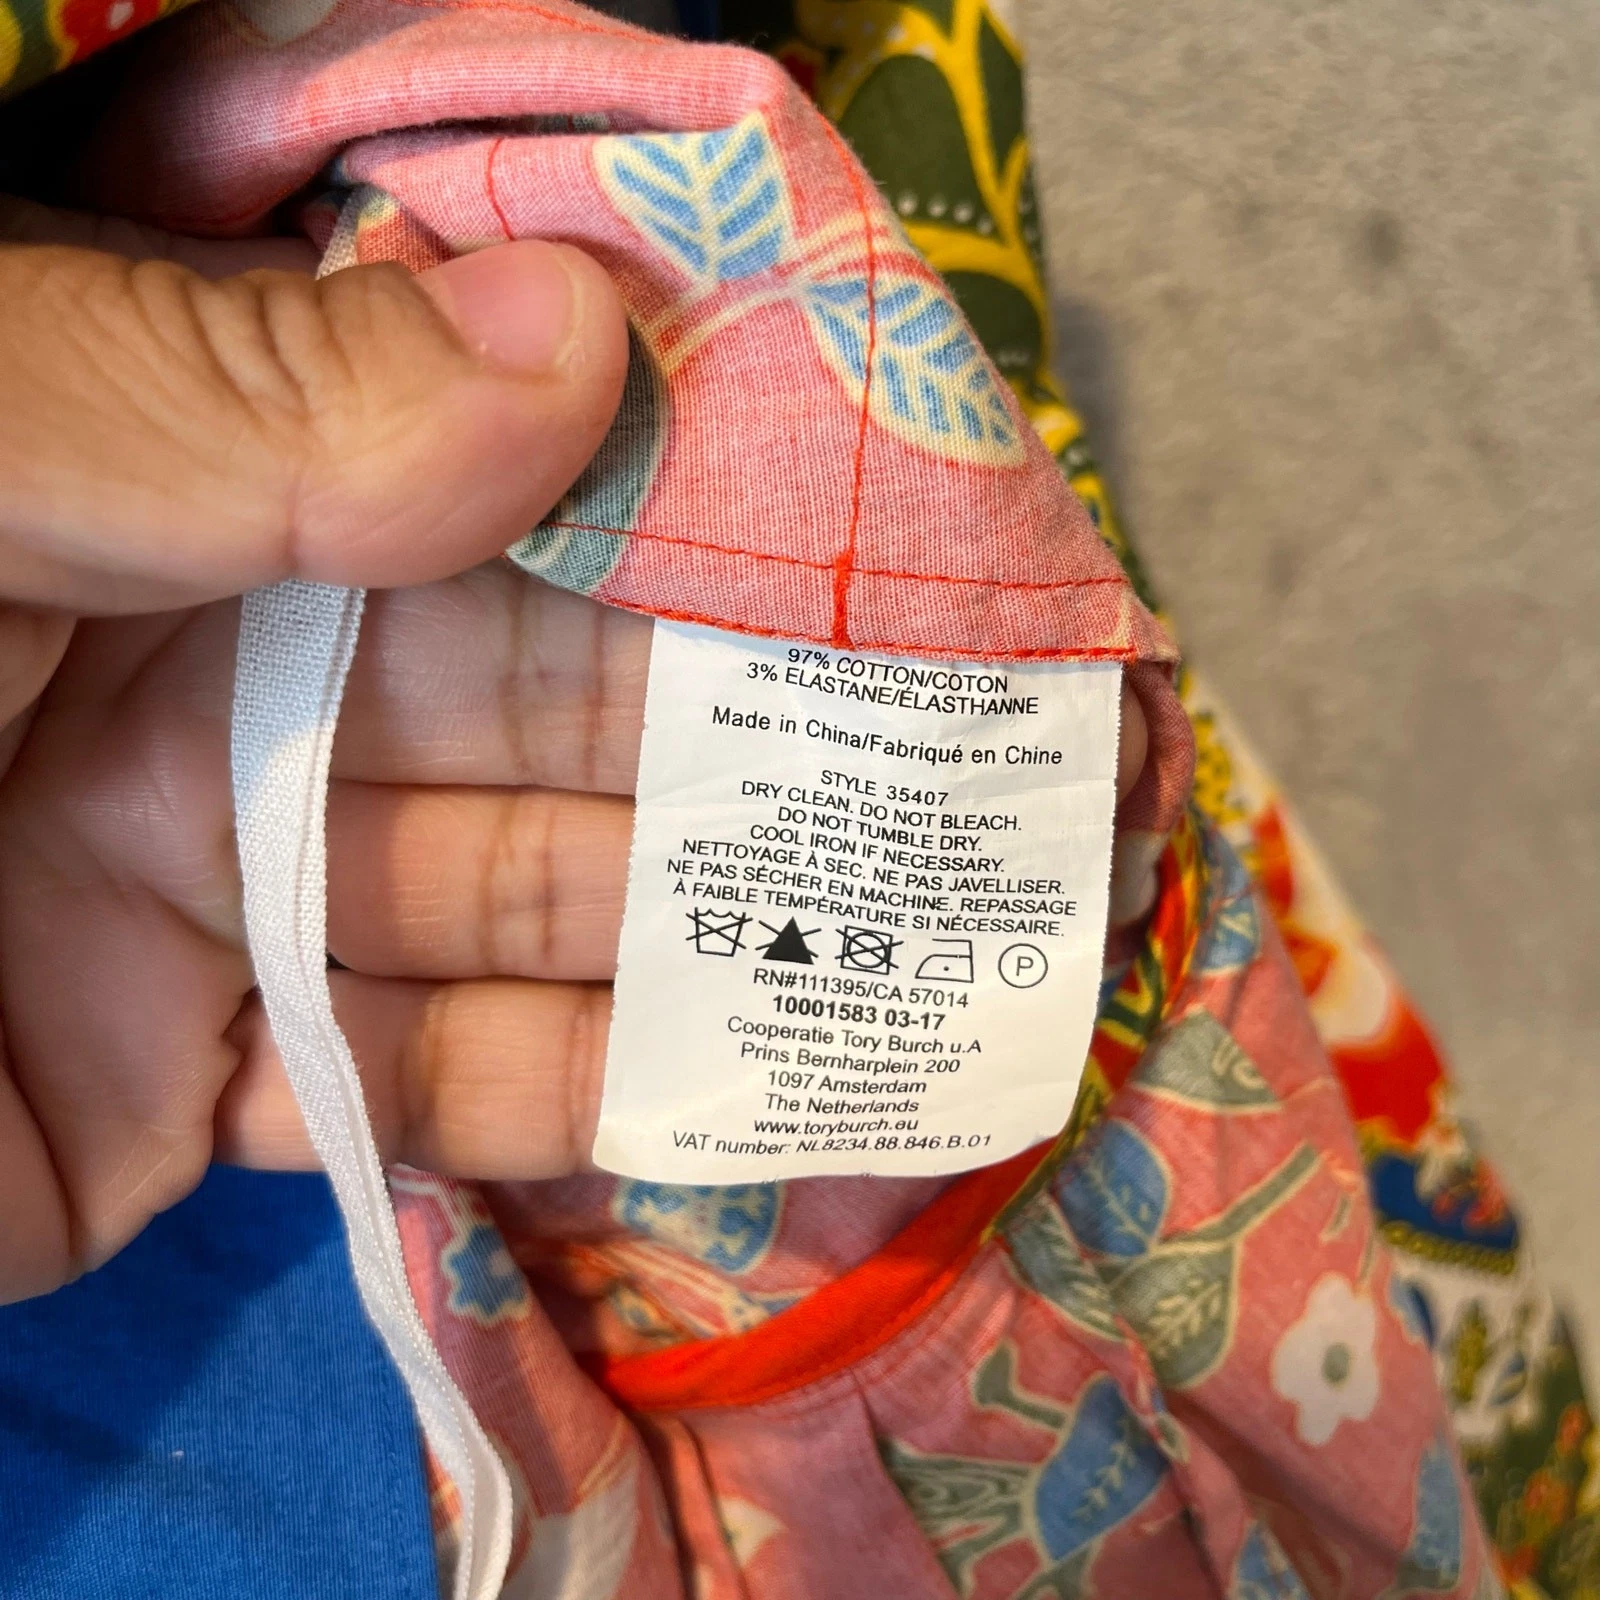 97% COTTON/COTON
3% ELASTANE/ÉLASTHANNE
Made in China/Fabriqué en Chine
STYLE 35407
DRY CLEAN. DO NOT BLEACH.
DO NOT TUMBLE DRY.
COOL IRON IF NECESSARY.
NETTOYAGE À SEC. NE PAS JAVELLISER.
NE PAS SÉCHER EN MACHINE. REPASSAGE
À FAIBLE TEMPÉRATURE SI NÉCESSAIRE.
P
RN#111395/CA 57014
10001583 03-17
Cooperatie Tory Burch u.A
Prins Bernharplein 200
1097 Amsterdam
The Netherlands
www.toryburch.eu
VAT number: NL8234.88.846.B.01